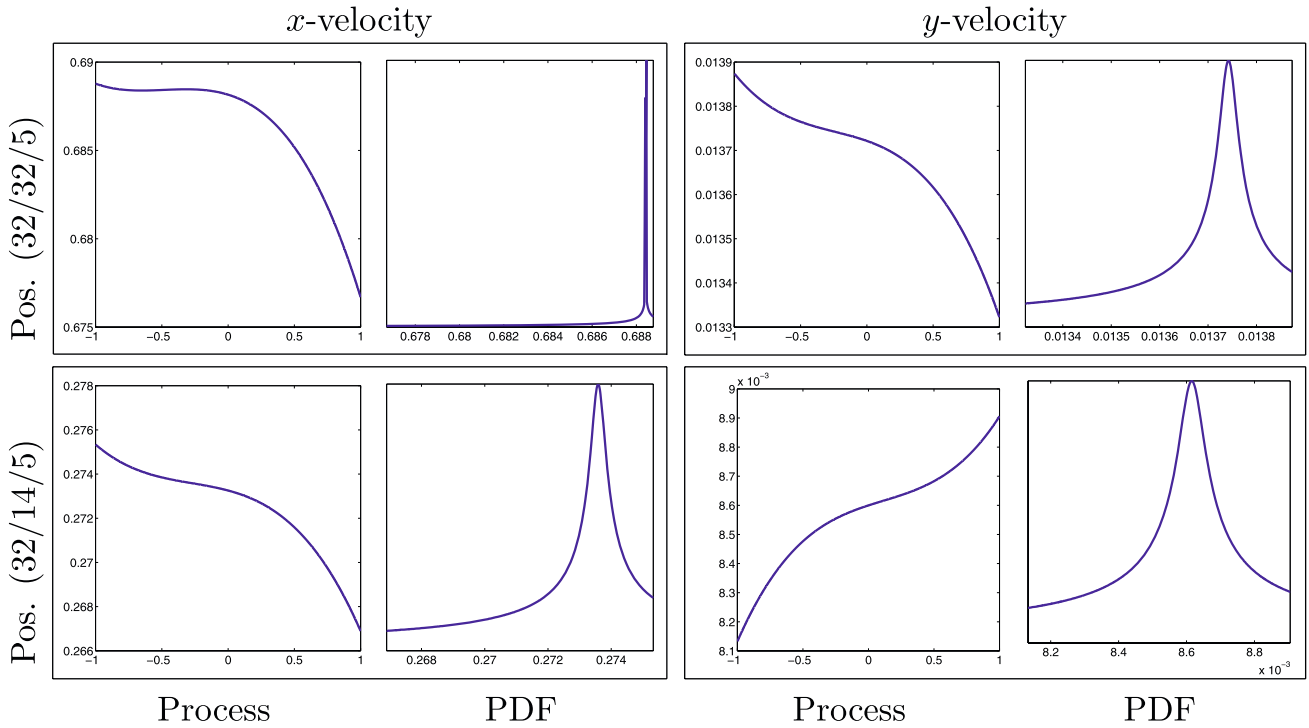 x-velocity
y-velocity
Pos. (32/32/5)
0.69
0.685
0.68
0.675
−1 −0.5 0 0.5 1
0.678 0.68 0.682 0.684 0.686 0.688
0.0139
0.0138
0.0137
0.0136
0.0135
0.0134
0.0133
−1 −0.5 0 0.5 1
0.0134 0.0135 0.0136 0.0137 0.0138
Pos. (32/14/5)
0.278
0.276
0.274
0.272
0.27
0.268
0.266
−1 −0.5 0 0.5 1
0.268 0.27 0.272 0.274
x 10⁻³
9
8.9
8.8
8.7
8.6
8.5
8.4
8.3
8.2
8.1
−1 −0.5 0 0.5 1
8.2 8.4 8.6 8.8
x 10⁻³
Process
PDF
Process
PDF